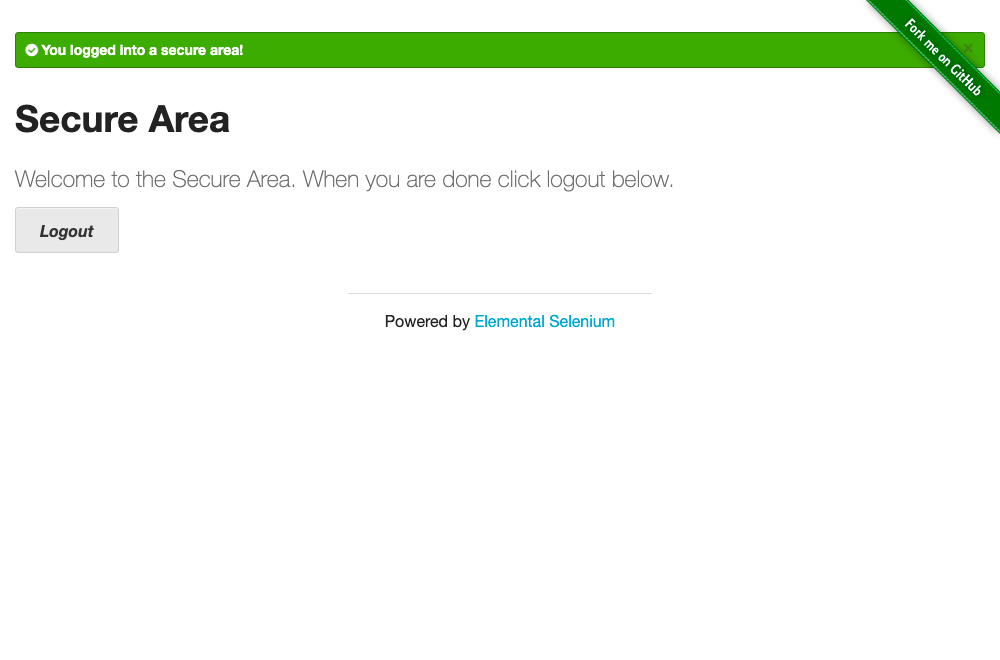 You logged into a secure area!
Fork me on GitHub
Secure Area
Welcome to the Secure Area. When you are done click logout below.
Logout
Powered by Elemental Selenium